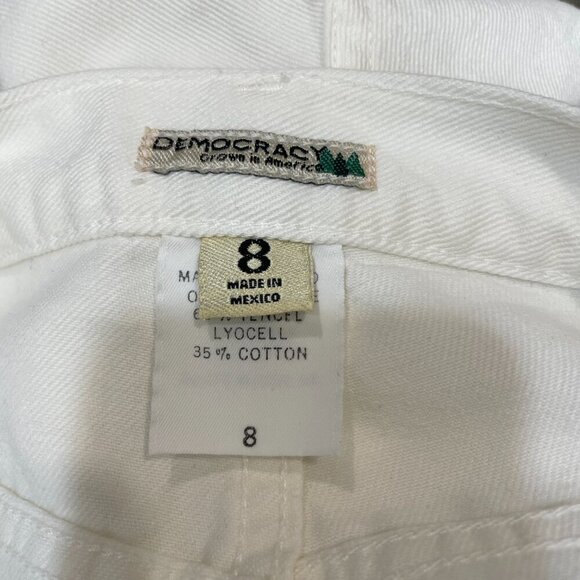 DEMOCRACY
Grown in America
8
MADE IN
MEXICO
TENCEL
LYOCELL
35% COTTON
8